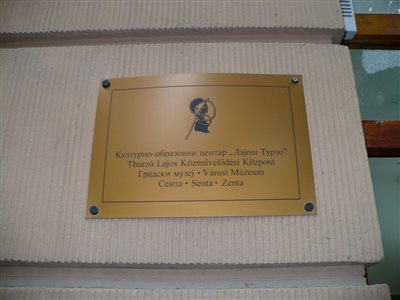 Културно-образовни центар „Лајош Турзо"
Thurzó Lajos Közművelődési Központ
Градски музеј • Városi Múzeum
Сента • Senta • Zenta